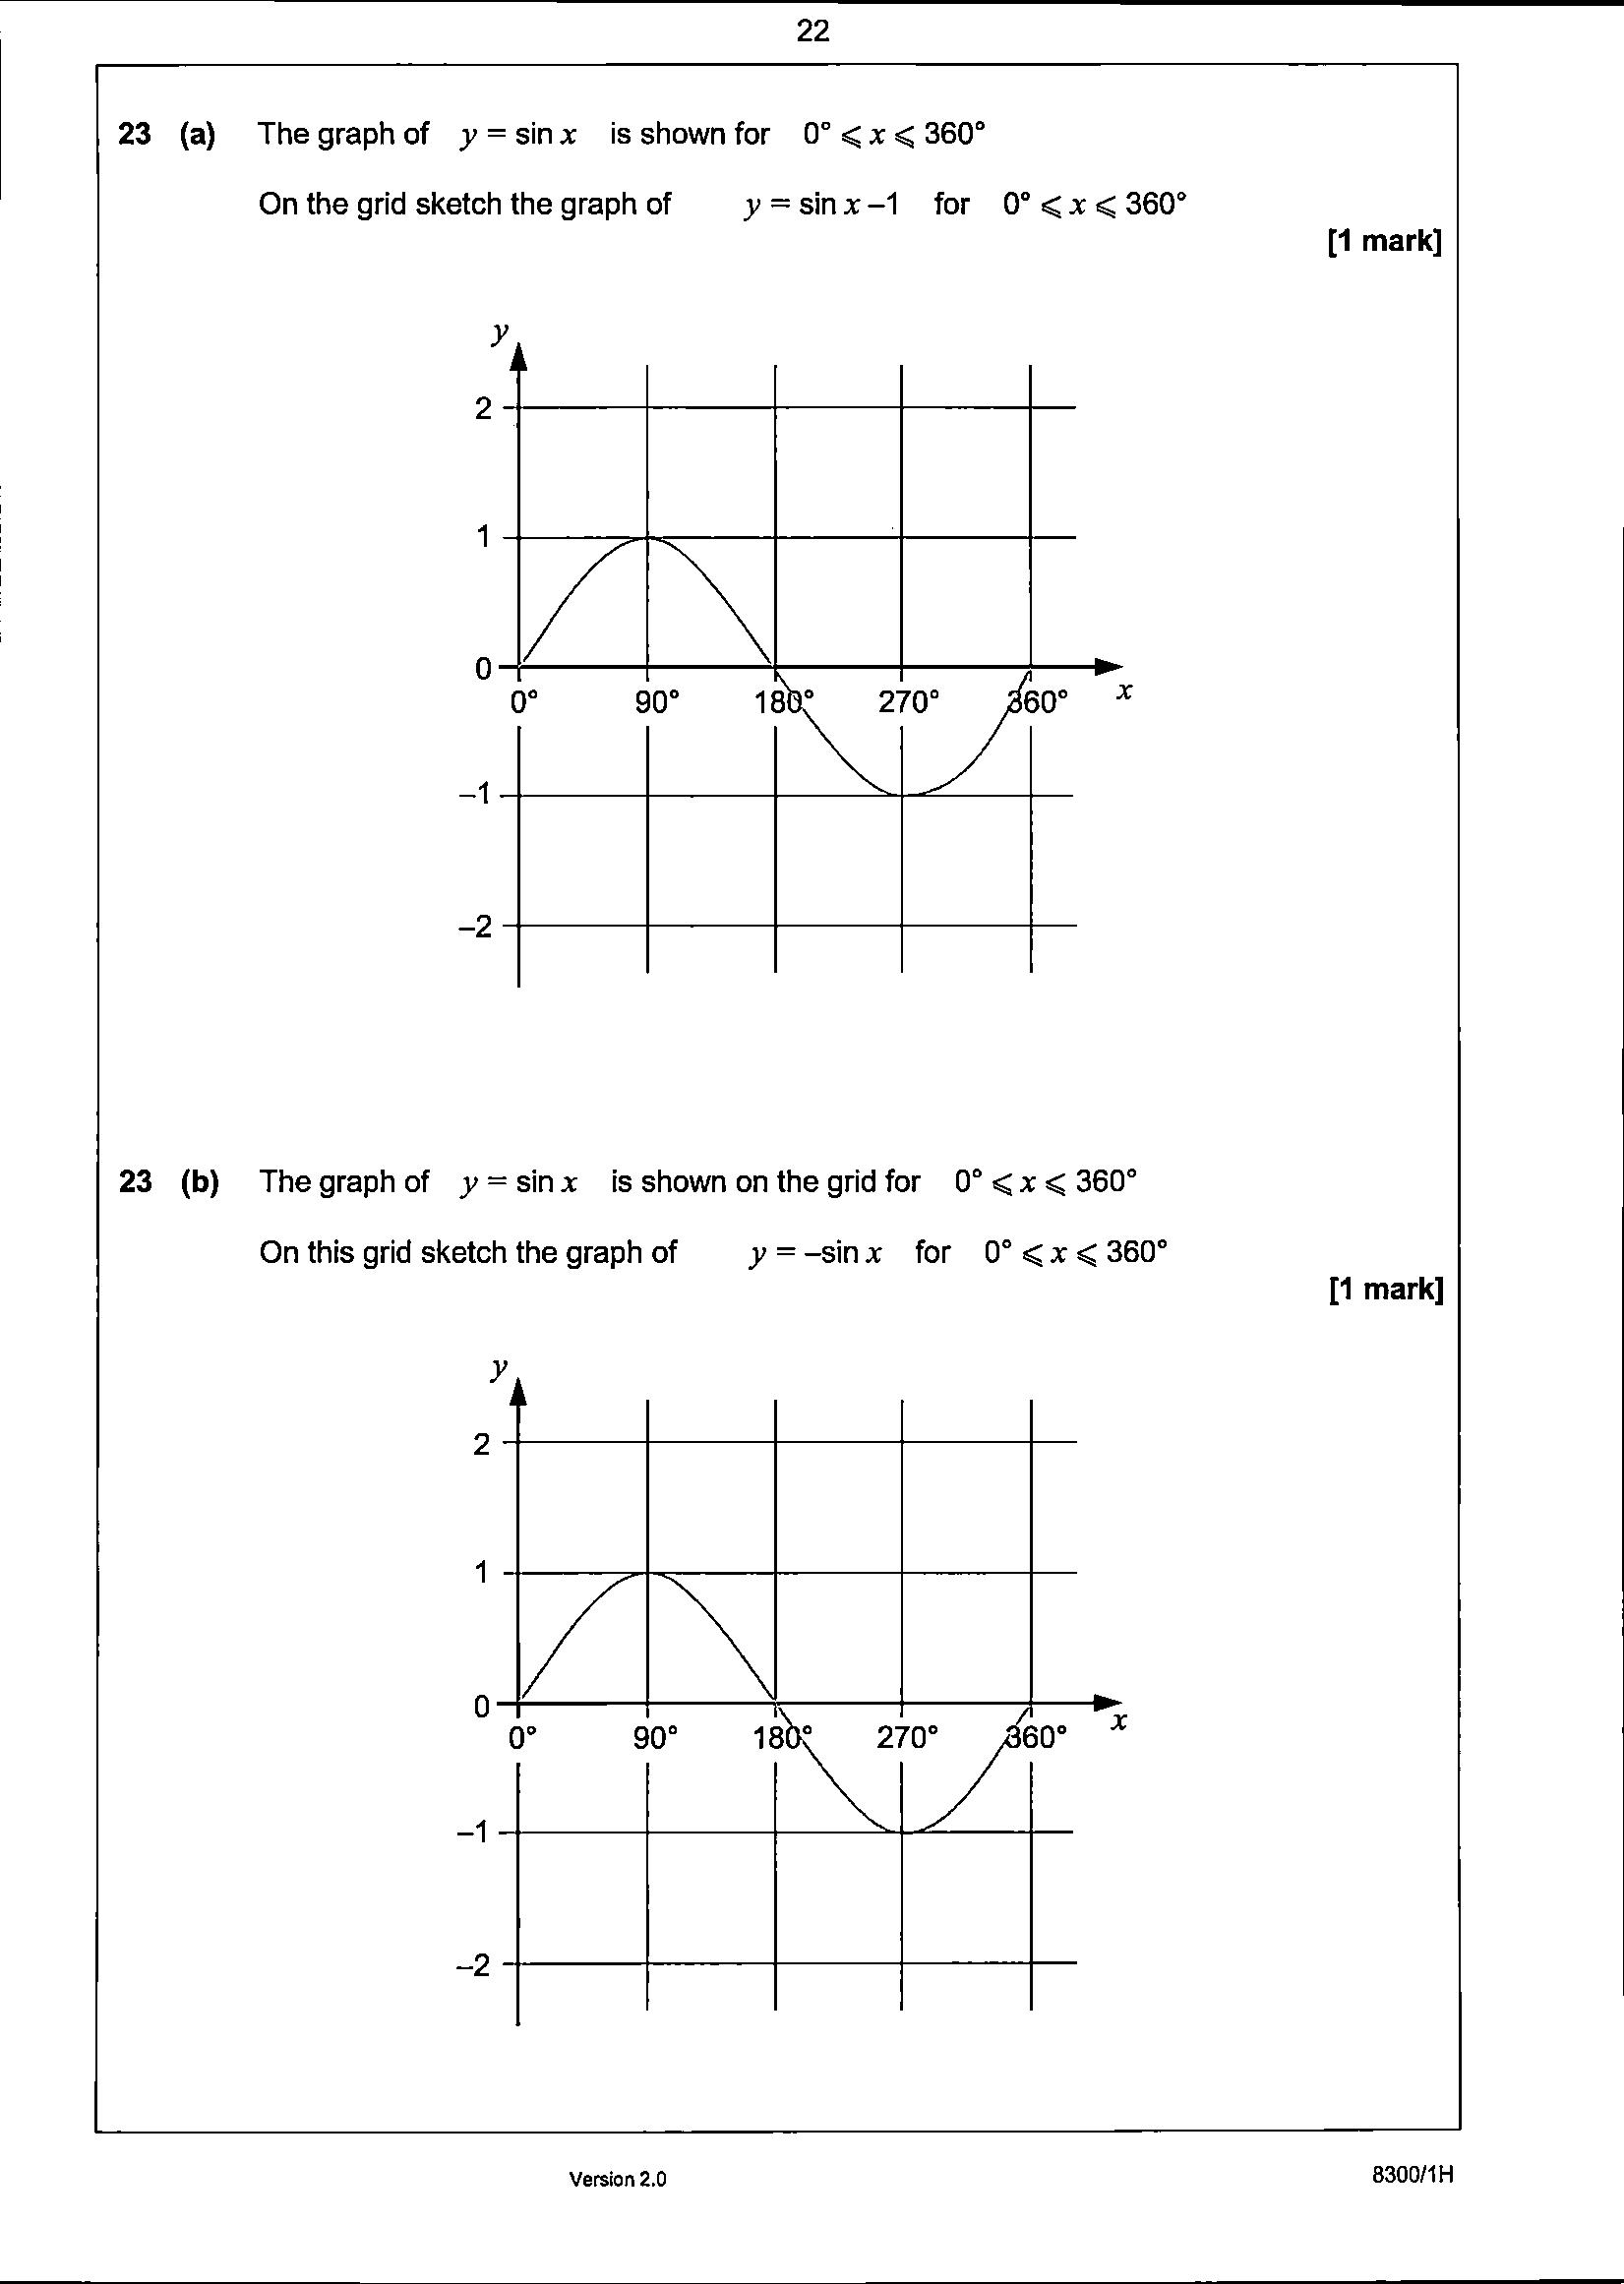 22
23 (a) The graph of y = sin x is shown for 0° ⩽ x ⩽ 360°
On the grid sketch the graph of y = sin x –1 for 0° ⩽ x ⩽ 360°
[1 mark]
y
2
1
0
0° 90° 180° 270° 360° x
–1
–2
23 (b) The graph of y = sin x is shown on the grid for 0° ⩽ x ⩽ 360°
On this grid sketch the graph of y = –sin x for 0° ⩽ x ⩽ 360°
[1 mark]
y
2
1
0
0° 90° 180° 270° 360° x
–1
–2
Version 2.0 8300/1H